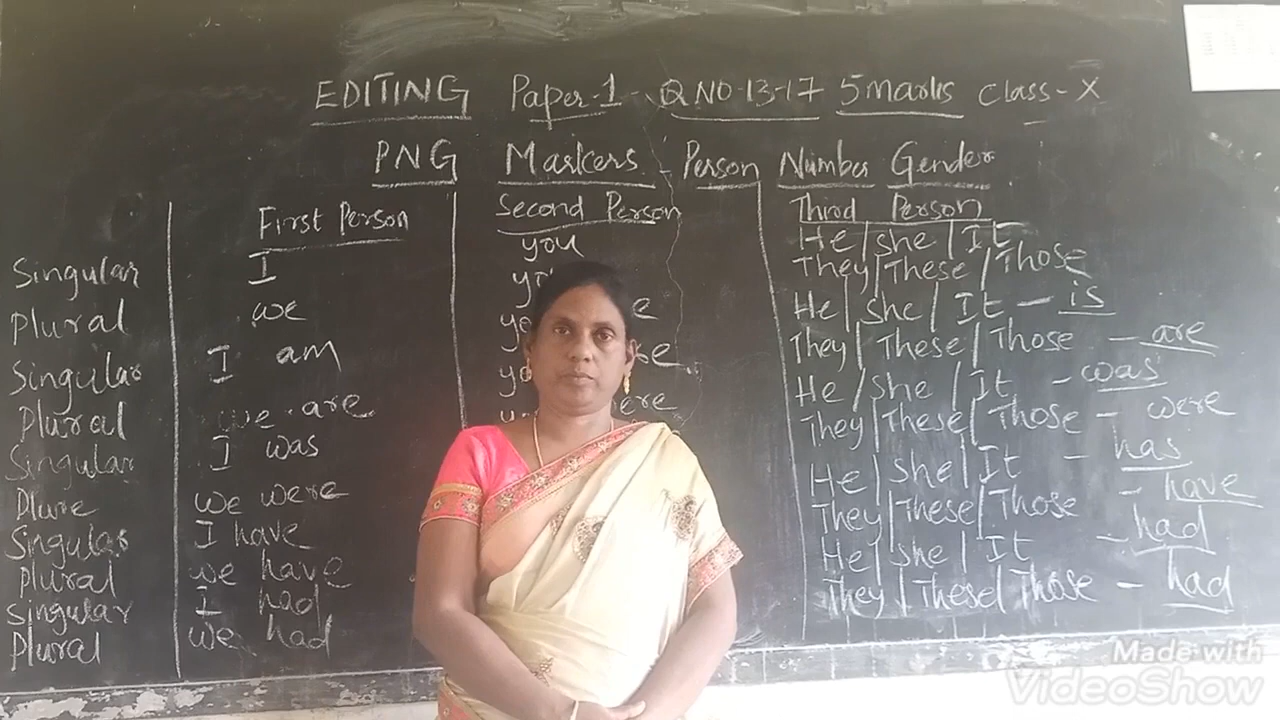 EDITING Paper-1 - Q NO-13-17 5 marks class - X
PNG Markers - Person Number Gender
First Person Second Person Third Person
Singular I you He / she / It
Plural we They / These / Those
Singular I am He / she / It - is
Plural we are They / These / Those - are
Singular I was He / she / It - was
Plure we were They / These / Those - were
Singular I have He / she / It - has
Plural we have They / These / Those - have
Singular I had He / she / It - had
Plural we had They / These / Those - had
Made with
VideoShow